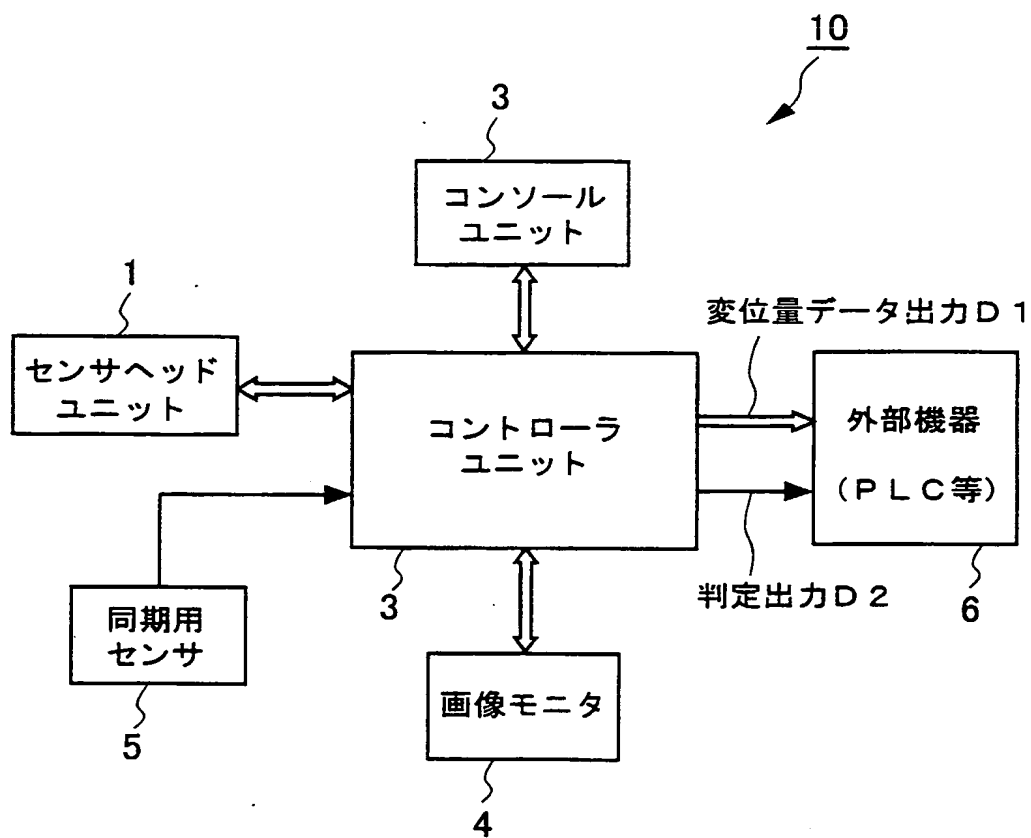 10
3
コンソール
ユニット
1
センサヘッド
ユニット
変位量データ出力D1
コントローラ
ユニット
外部機器
(PLC等)
3
判定出力D2
6
同期用
センサ
5
画像モニタ
4